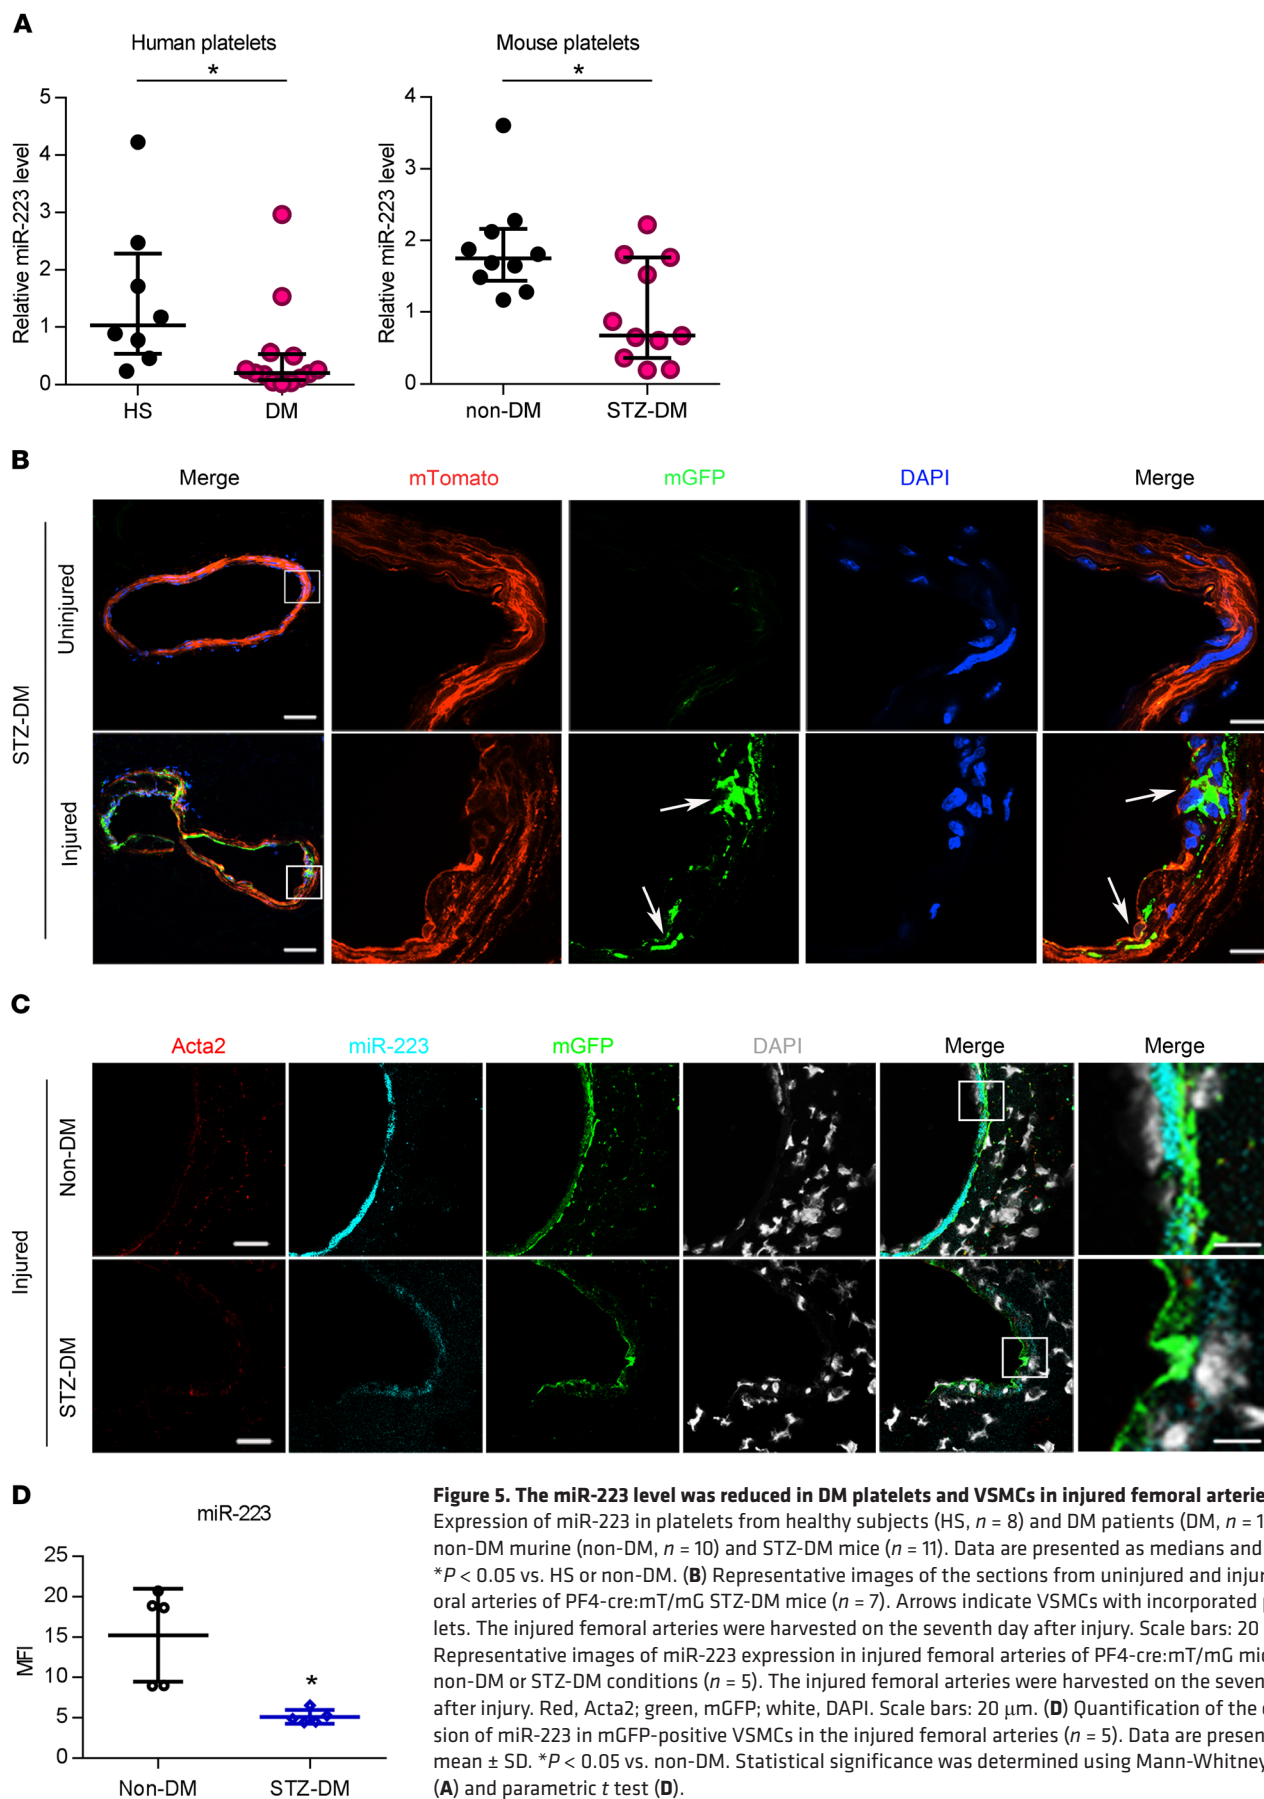 A
Human platelets
*
Relative miR-223 level
5
4
3
2
1
0
HS
DM
Mouse platelets
*
Relative miR-223 level
4
3
2
1
0
non-DM
STZ-DM
B
Merge
mTomato
mGFP
DAPI
Merge
STZ-DM
Uninjured
Injured
C
Acta2
miR-223
mGFP
DAPI
Merge
Merge
Injured
Non-DM
STZ-DM
D
miR-223
MFI
25
20
15
10
5
0
*
Non-DM
STZ-DM
Figure 5. The miR-223 level was reduced in DM platelets and VSMCs in injured femoral arterie
Expression of miR-223 in platelets from healthy subjects (HS, n = 8) and DM patients (DM, n = 1
non-DM murine (non-DM, n = 10) and STZ-DM mice (n = 11). Data are presented as medians and
*P < 0.05 vs. HS or non-DM. (B) Representative images of the sections from uninjured and injur
oral arteries of PF4-cre:mT/mG STZ-DM mice (n = 7). Arrows indicate VSMCs with incorporated p
lets. The injured femoral arteries were harvested on the seventh day after injury. Scale bars: 20
Representative images of miR-223 expression in injured femoral arteries of PF4-cre:mT/mG mic
non-DM or STZ-DM conditions (n = 5). The injured femoral arteries were harvested on the seven
after injury. Red, Acta2; green, mGFP; white, DAPI. Scale bars: 20 μm. (D) Quantification of the e
sion of miR-223 in mGFP-positive VSMCs in the injured femoral arteries (n = 5). Data are presen
mean ± SD. *P < 0.05 vs. non-DM. Statistical significance was determined using Mann-Whitney
(A) and parametric t test (D).